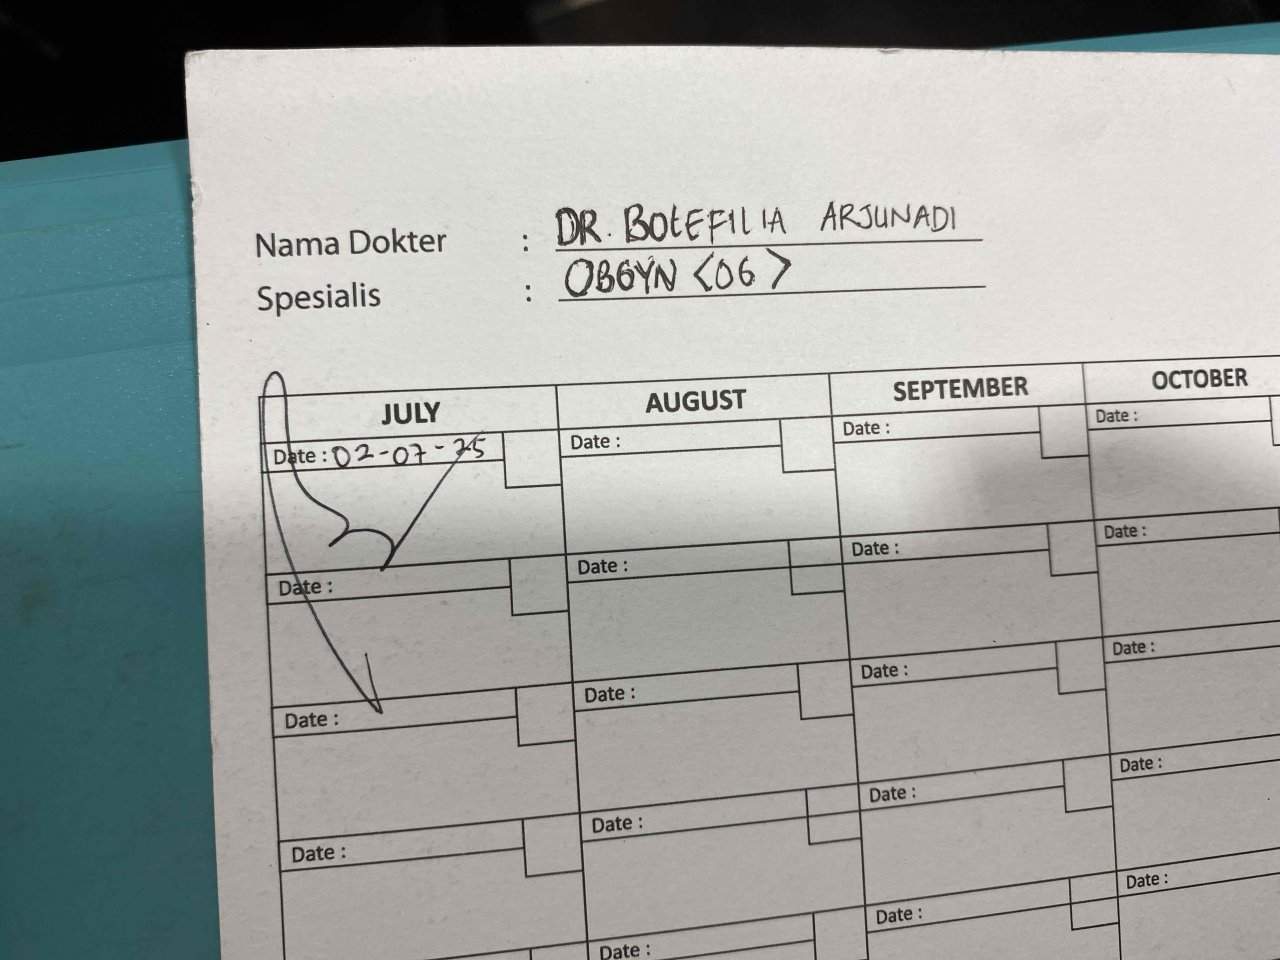 Nama Dokter : DR. BOtEFILIA ARJUNADI
Spesialis : OBGYN <OG>
JULY AUGUST SEPTEMBER OCTOBER
Date : 02-07-25 Date : Date : Date :
Date : Date : Date : Date :
Date : Date : Date : Date :
Date : Date : Date : Date :
Date : Date : Date :